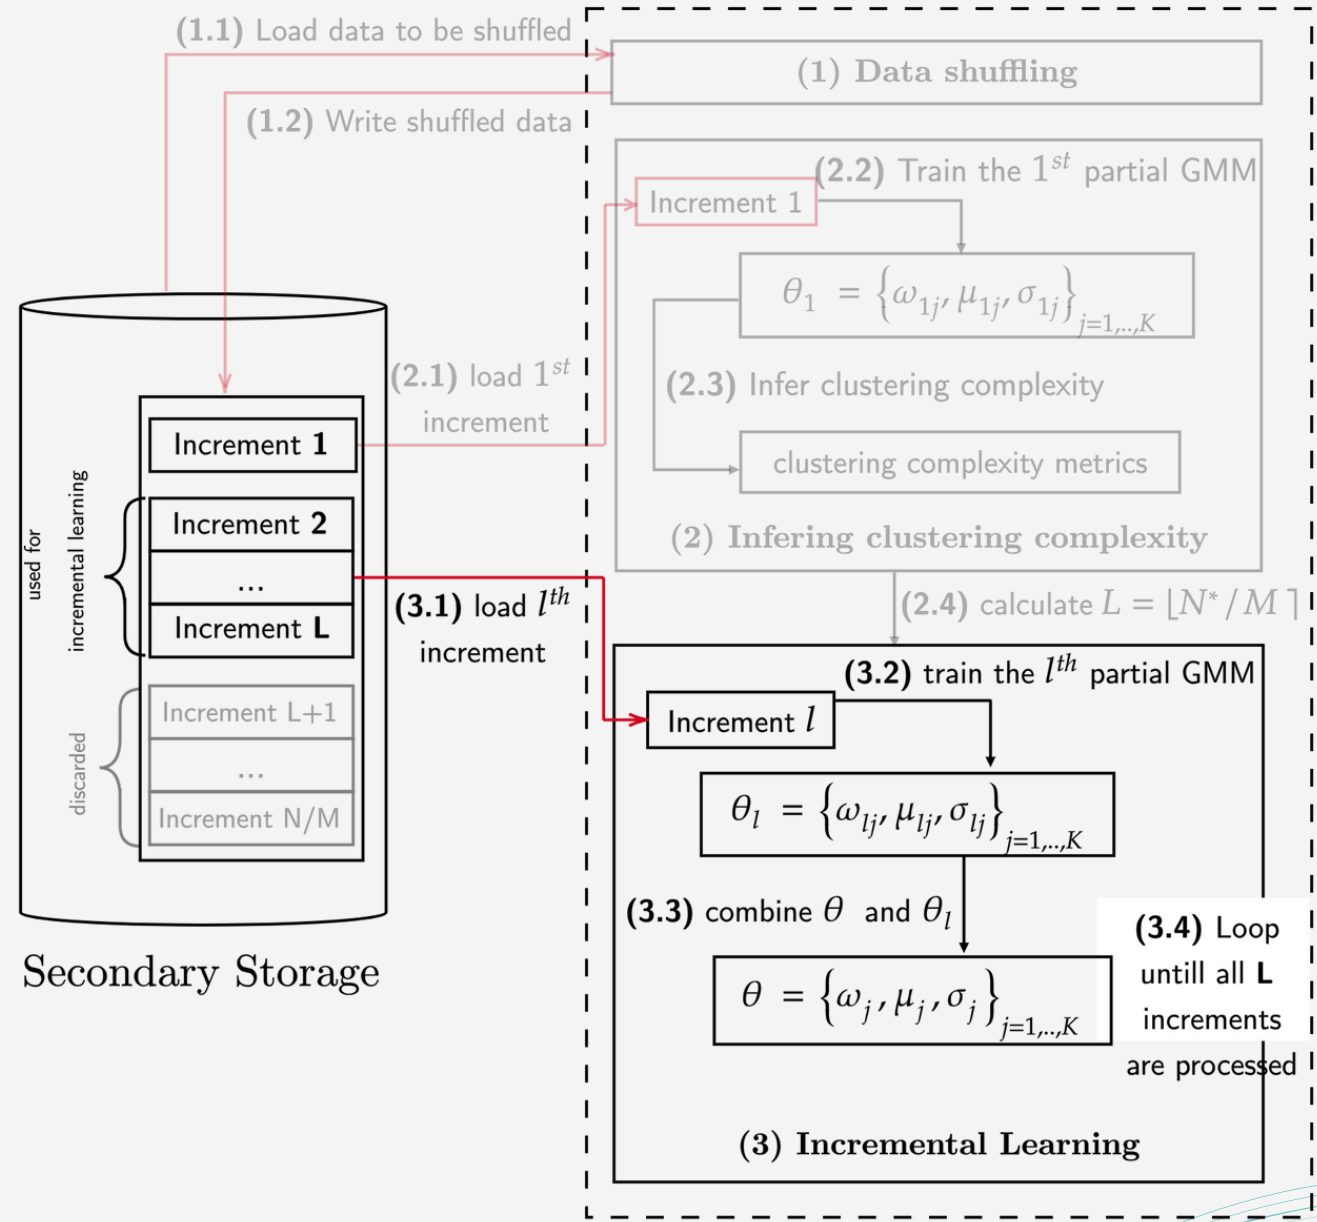 (1.1) Load data to be shuffled
(1) Data shuffling
(1.2) Write shuffled data
(2.2) Train the 1st partial GMM
Increment 1
θ1 = {ω1j, μ1j, σ1j}j=1,..,K
(2.1) load 1st
increment
(2.3) Infer clustering complexity
clustering complexity metrics
(2) Infering clustering complexity
(2.4) calculate L = ⌊N*/M⌉
used for
incremental learning
Increment 1
Increment 2
...
Increment L
discarded
Increment L+1
...
Increment N/M
Secondary Storage
(3.1) load lth
increment
(3.2) train the lth partial GMM
Increment l
θl = {ωlj, μlj, σlj}j=1,..,K
(3.3) combine θ and θl
θ = {ωj, μj, σj}j=1,..,K
(3.4) Loop
untill all L
increments
are processed
(3) Incremental Learning